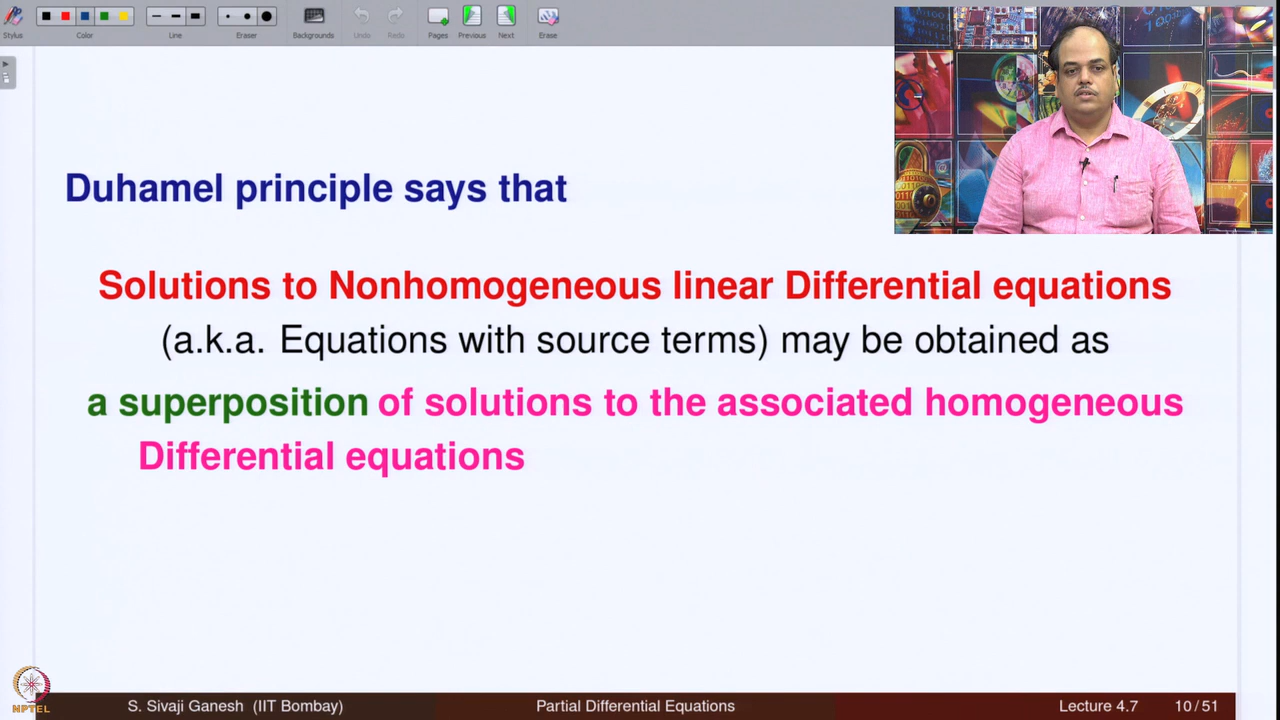 Stylus
Color
Line
Eraser
Backgrounds
Undo
Redo
Pages
Previous
Next
Erase
Duhamel principle says that
Solutions to Nonhomogeneous linear Differential equations
(a.k.a. Equations with source terms) may be obtained as
a superposition of solutions to the associated homogeneous
Differential equations
NPTEL
S. Sivaji Ganesh (IIT Bombay)
Partial Differential Equations
Lecture 4.7
10/51